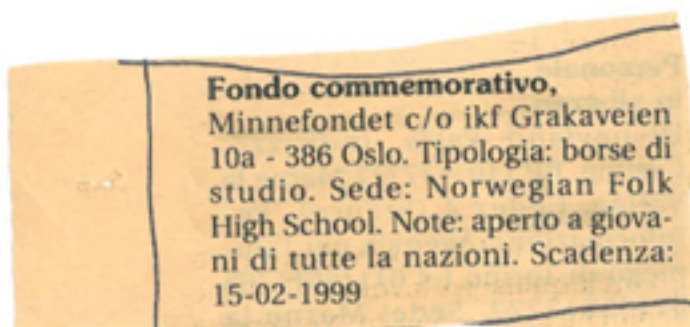 Fondo commemorativo,
Minnefondet c/o ikf Grakaveien
10a - 386 Oslo. Tipologia: borse di
studio. Sede: Norwegian Folk
High School. Note: aperto a giova-
ni di tutte la nazioni. Scadenza:
15-02-1999